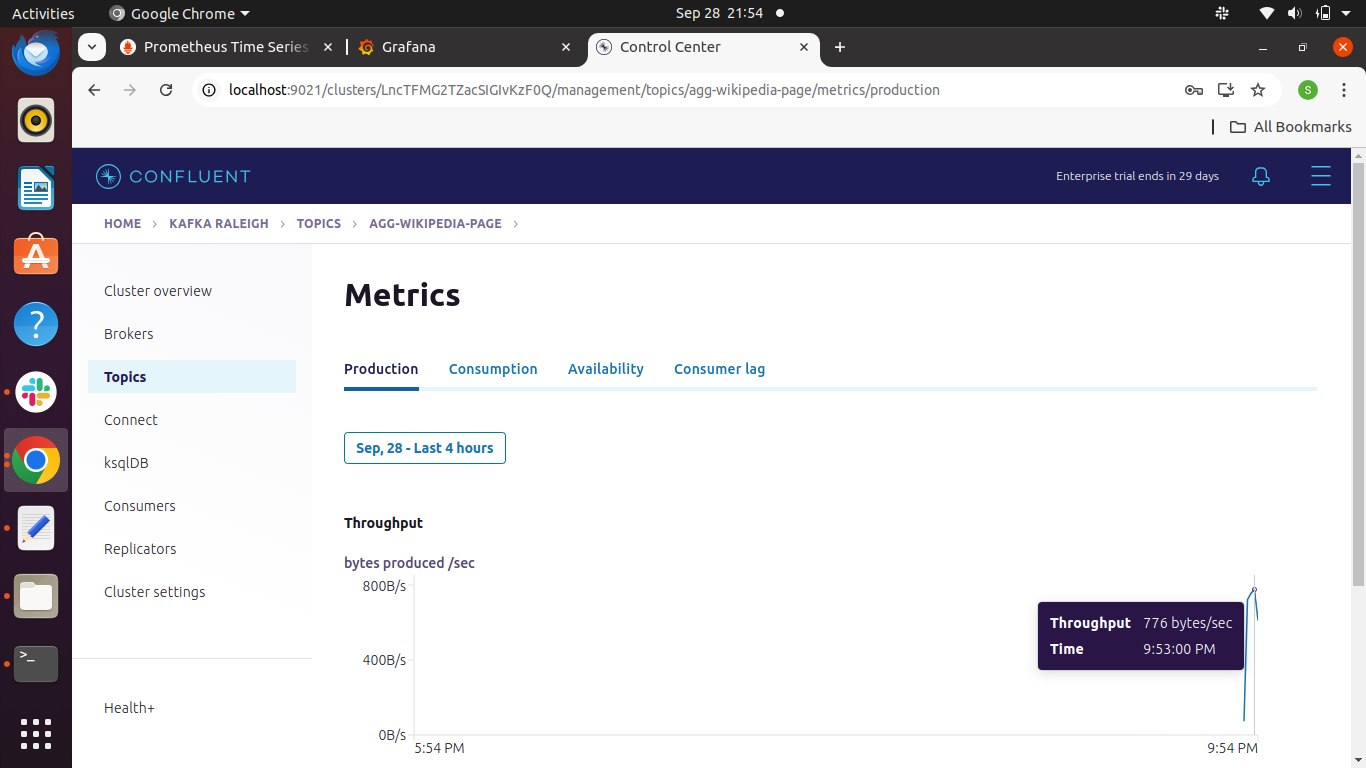 Activities Google Chrome Sep 28 21:54
Prometheus Time Series Grafana Control Center
localhost:9021/clusters/LncTFMG2TZacSIGIvKzF0Q/management/topics/agg-wikipedia-page/metrics/production S
All Bookmarks
CONFLUENT Enterprise trial ends in 29 days
HOME > KAFKA RALEIGH > TOPICS > AGG-WIKIPEDIA-PAGE >
Cluster overview
Brokers
Topics
Connect
ksqlDB
Consumers
Replicators
Cluster settings
Health+
Metrics
Production Consumption Availability Consumer lag
Sep, 28 - Last 4 hours
Throughput
bytes produced /sec
800B/s
400B/s
0B/s
5:54 PM 9:54 PM
Throughput 776 bytes/sec
Time 9:53:00 PM